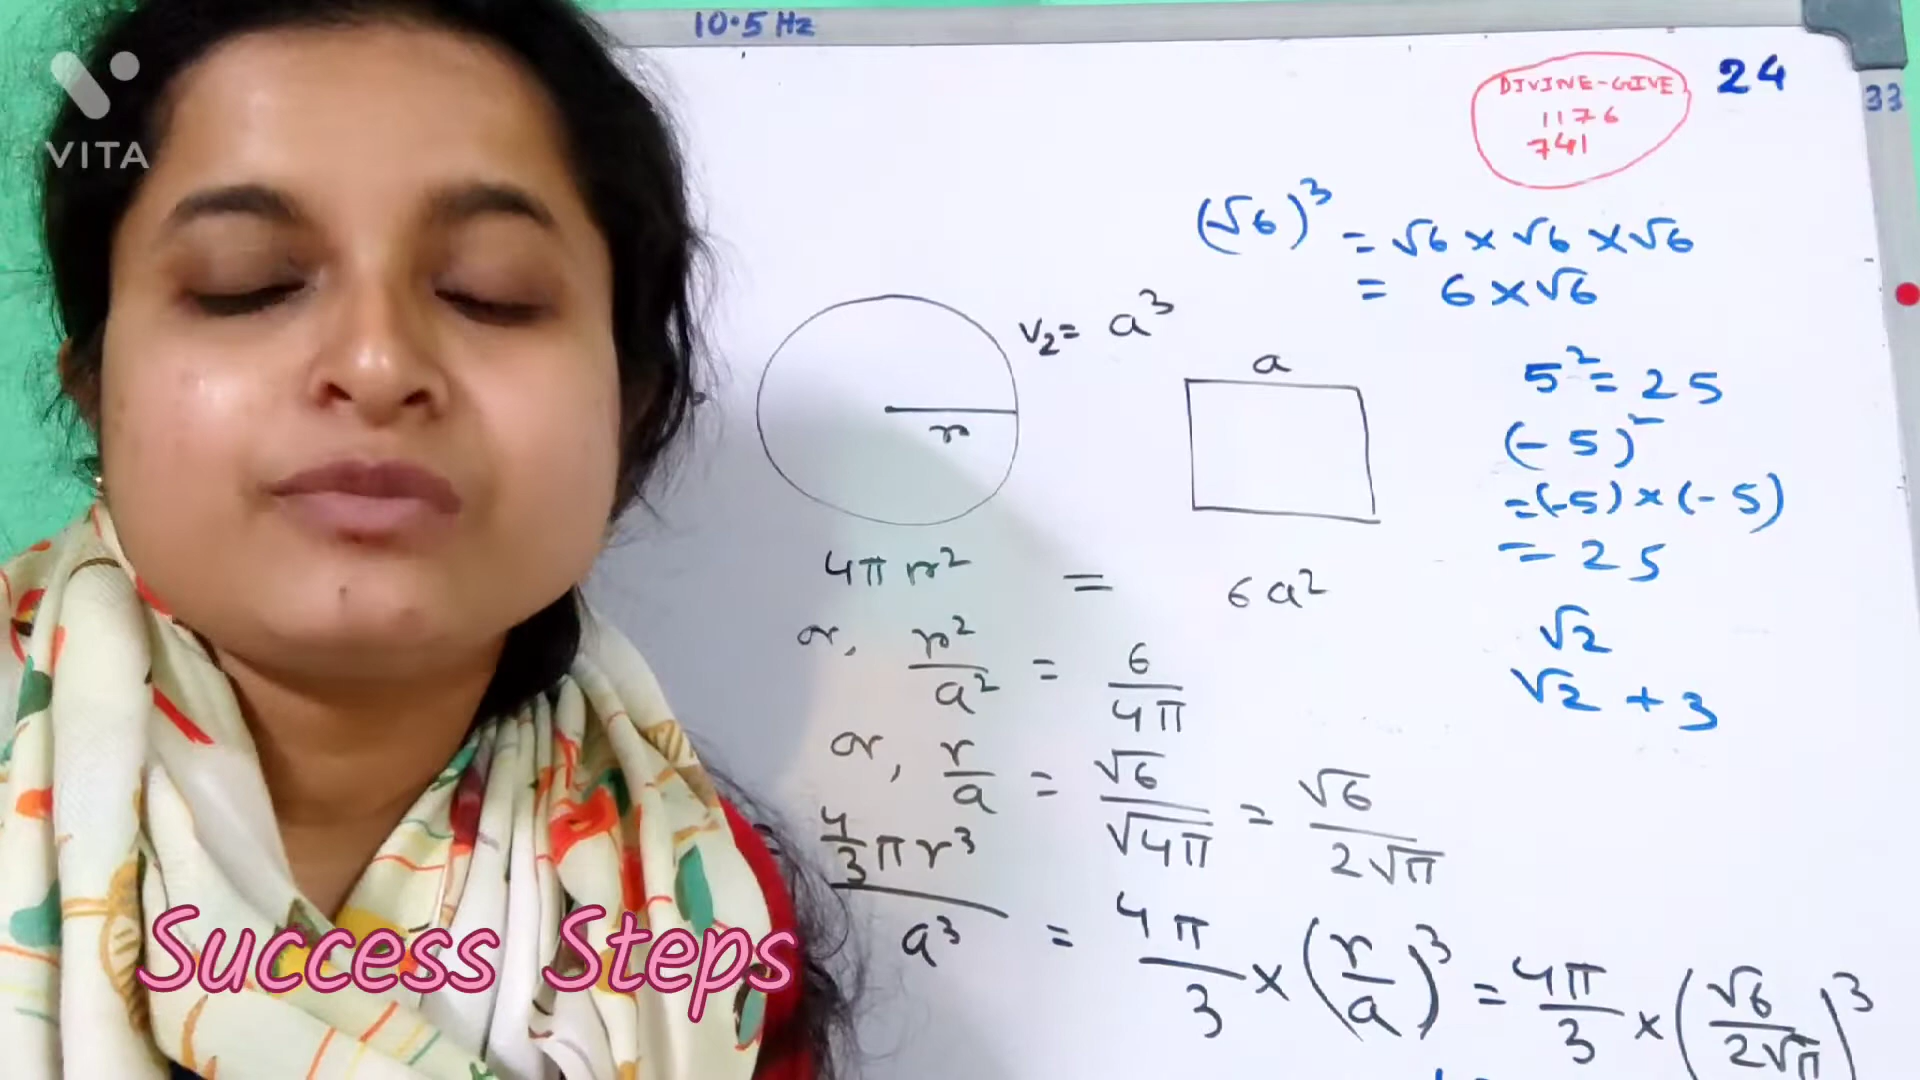 VITA
10.5 Hz
DIVINE-GIVE
1176
741
24
33
(√6)³ = √6 × √6 × √6
= 6 × √6
V₂ = a³
a
r
5² = 25
(-5)²
= (-5) × (-5)
= 25
√2
√2 + 3
4πr² = 6a²
or, r²/a² = 6/4π
or, r/a = √6/√4π = √6/2√π
4/3 πr³/a³ = 4π/3 × (r/a)³ = 4π/3 × (√6/2√π)³
Success Steps